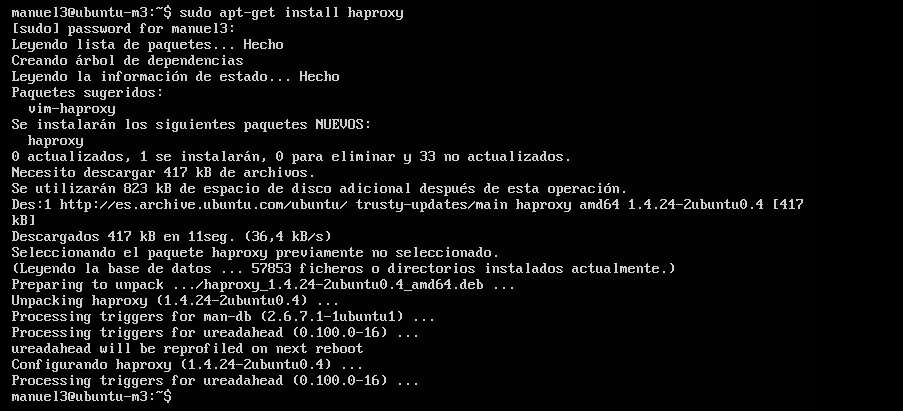 manuel3@ubuntu-m3:~$ sudo apt-get install haproxy
[sudo] password for manuel3:
Leyendo lista de paquetes... Hecho
Creando árbol de dependencias
Leyendo la información de estado... Hecho
Paquetes sugeridos:
  vim-haproxy
Se instalarán los siguientes paquetes NUEVOS:
  haproxy
0 actualizados, 1 se instalarán, 0 para eliminar y 33 no actualizados.
Necesito descargar 417 kB de archivos.
Se utilizarán 823 kB de espacio de disco adicional después de esta operación.
Des:1 http://es.archive.ubuntu.com/ubuntu/ trusty-updates/main haproxy amd64 1.4.24-2ubuntu0.4 [417
kB]
Descargados 417 kB en 11seg. (36,4 kB/s)
Seleccionando el paquete haproxy previamente no seleccionado.
(Leyendo la base de datos ... 57853 ficheros o directorios instalados actualmente.)
Preparing to unpack .../haproxy_1.4.24-2ubuntu0.4_amd64.deb ...
Unpacking haproxy (1.4.24-2ubuntu0.4) ...
Processing triggers for man-db (2.6.7.1-1ubuntu1) ...
Processing triggers for ureadahead (0.100.0-16) ...
ureadahead will be reprofiled on next reboot
Configurando haproxy (1.4.24-2ubuntu0.4) ...
Processing triggers for ureadahead (0.100.0-16) ...
manuel3@ubuntu-m3:~$